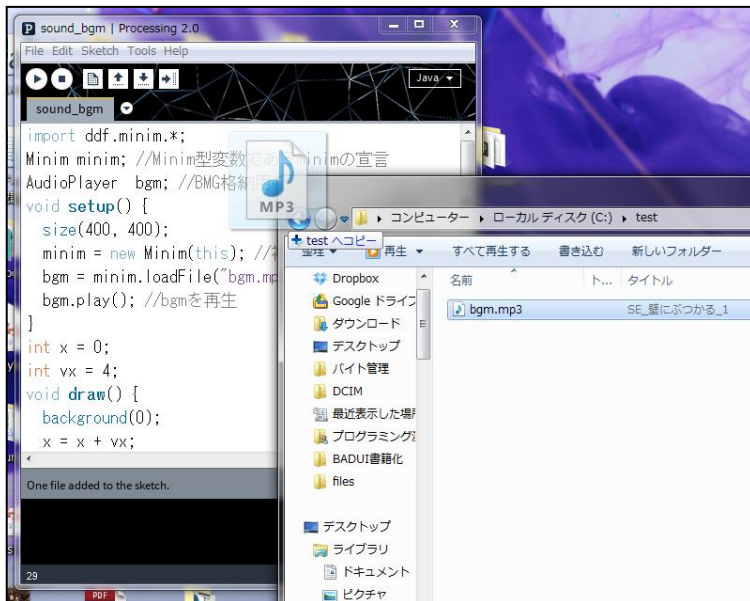 sound_bgm | Processing 2.0
File Edit Sketch Tools Help
Java
sound_bgm
import ddf.minim.*;
Minim minim; //Minim型変数であ minimの宣言
AudioPlayer bgm; //BMG格納用
void setup() {
size(400, 400);
minim = new Minim(this); //
bgm = minim.loadFile("bgm.mp
bgm.play(); //bgmを再生
}
int x = 0;
int vx = 4;
void draw() {
background(0);
x = x + vx;
One file added to the sketch.
29
MP3
コンピューター ローカル ディスク (C:) test
test へコピー
整理 再生 すべて再生する 書き込む 新しいフォルダー
Dropbox
Google ドライブ
ダウンロード
デスクトップ
バイト管理
DCIM
最近表示した場所
プログラミング
BADUI書籍化
files
デスクトップ
ライブラリ
ドキュメント
ピクチャ
名前 ト... タイトル
bgm.mp3 SE_壁にぶつかる_1
PDF